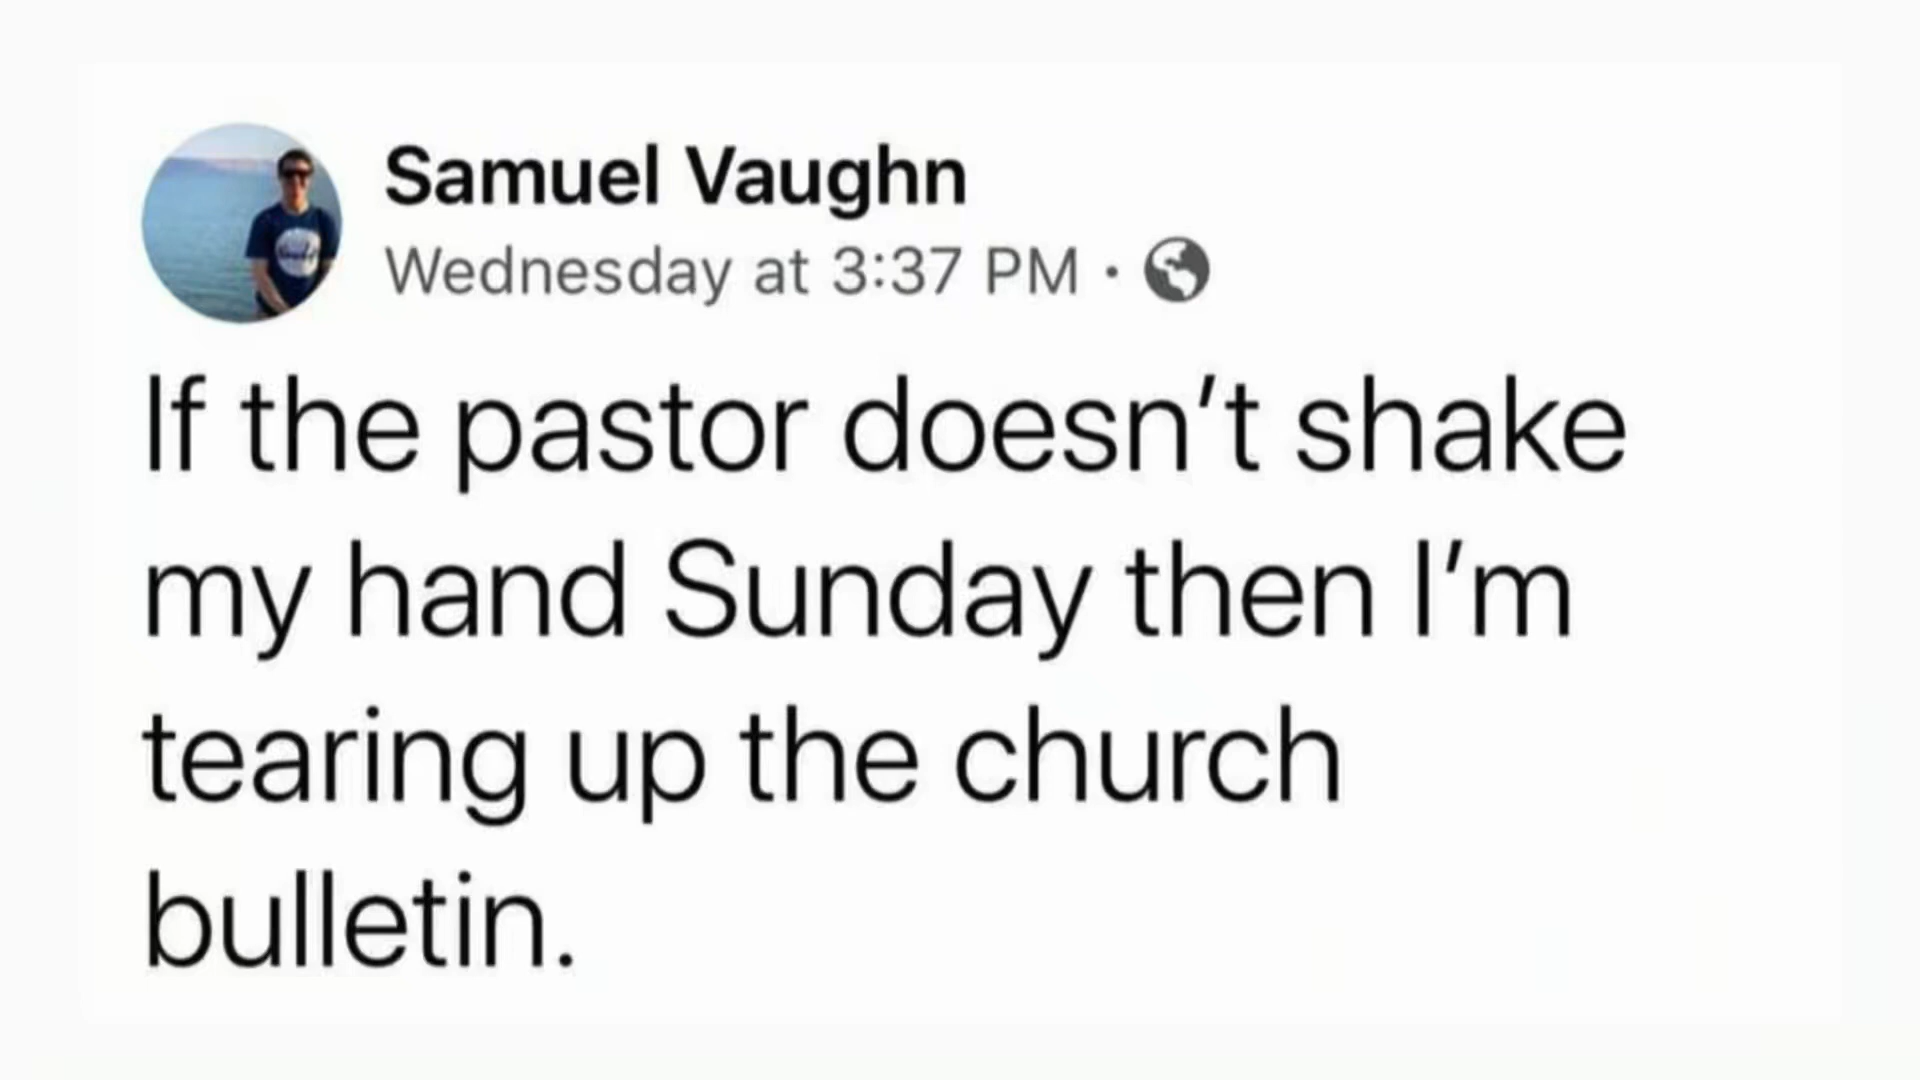 Samuel Vaughn
Wednesday at 3:37 PM ·
If the pastor doesn’t shake
my hand Sunday then I’m
tearing up the church
bulletin.